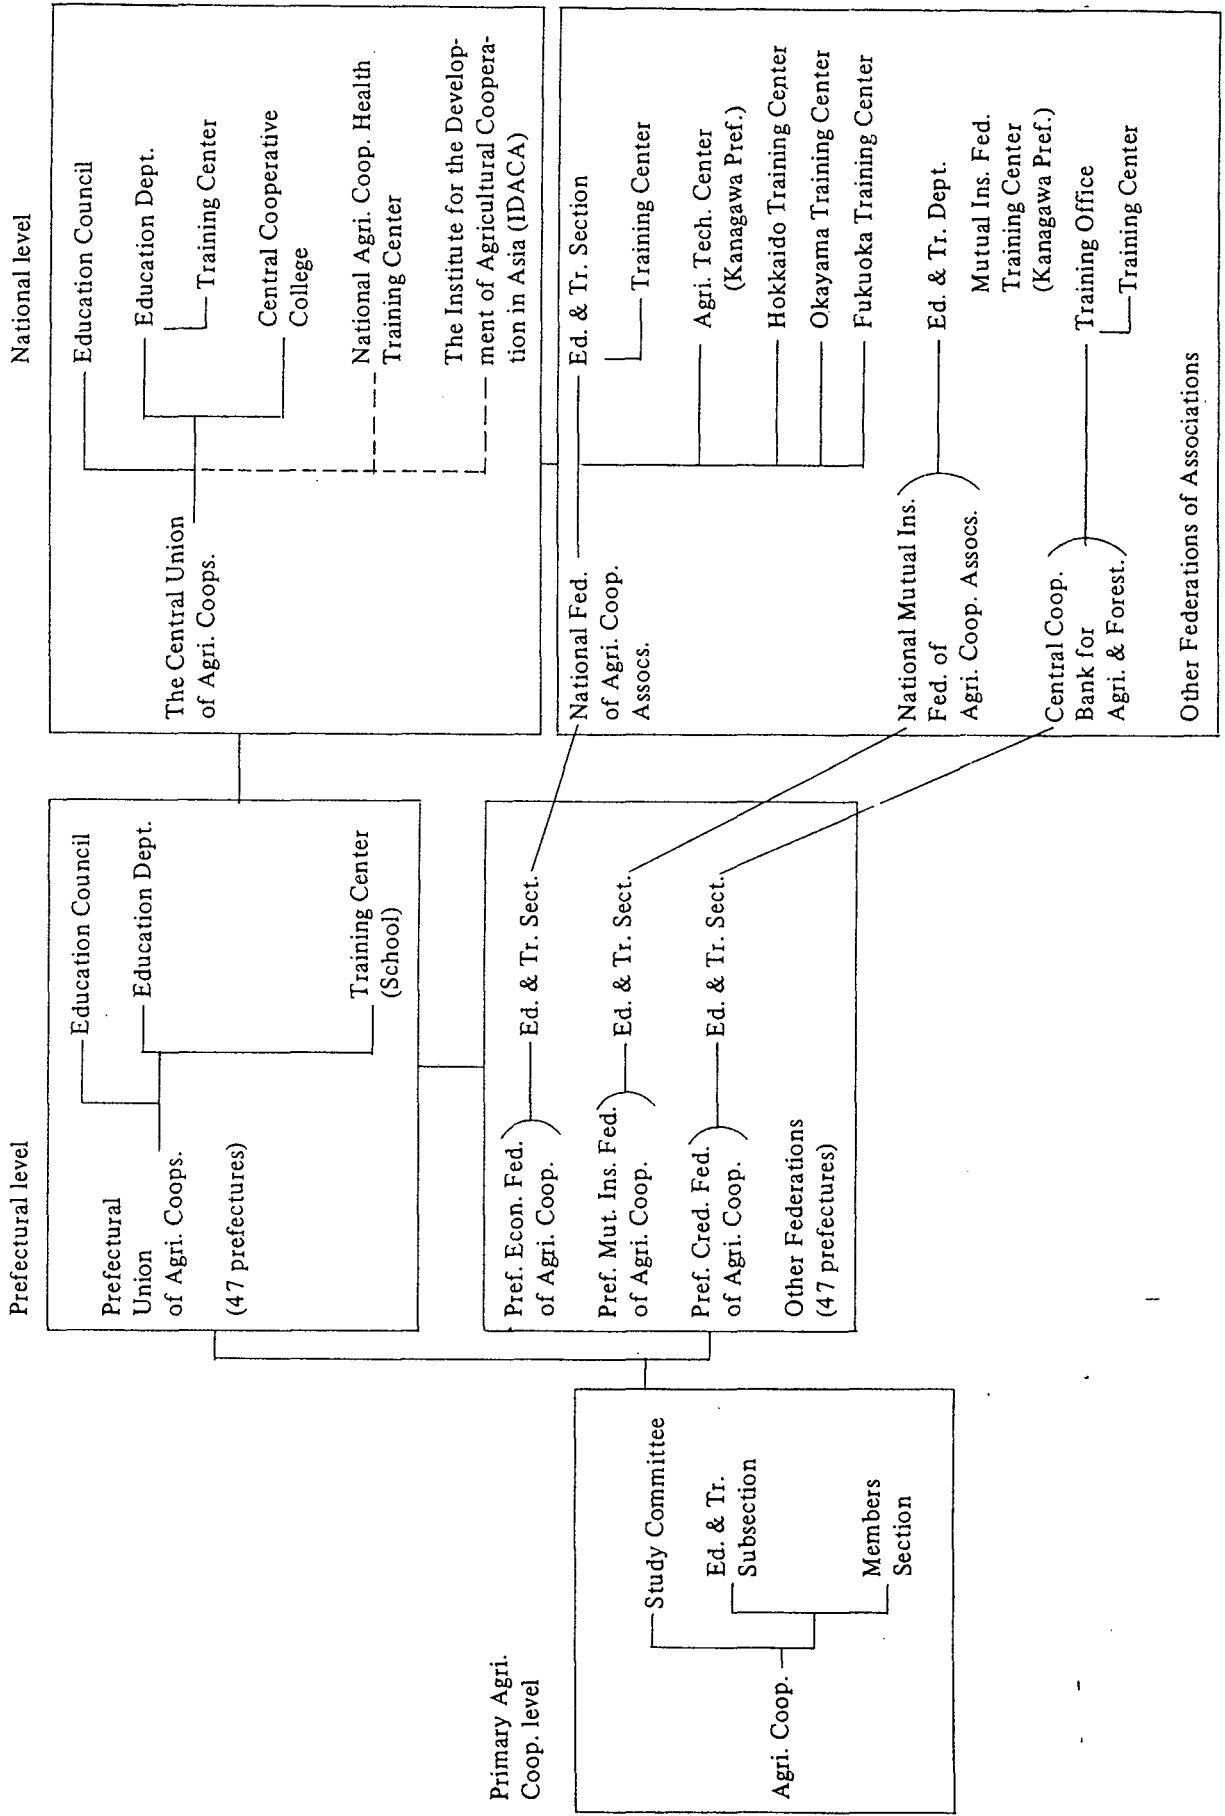 Primary Agri.
Coop. level
Agri. Coop.
Study Committee
Ed. & Tr.
Subsection
Members
Section
Prefectural level
Prefectural
Union
of Agri. Coops.
(47 prefectures)
Education Council
Education Dept.
Training Center
(School)
Pref. Econ. Fed.
of Agri. Coop.
Ed. & Tr. Sect.
Pref. Mut. Ins. Fed.
of Agri. Coop.
Ed. & Tr. Sect.
Pref. Cred. Fed.
of Agri. Coop.
Ed. & Tr. Sect.
Other Federations
(47 prefectures)
National level
The Central Union
of Agri. Coops.
Education Council
Education Dept.
Training Center
Central Cooperative
College
National Agri. Coop. Health
Training Center
The Institute for the Develop-
ment of Agricultural Coopera-
tion in Asia (IDACA)
National Fed.
of Agri. Coop.
Assocs.
Ed. & Tr. Section
Training Center
Agri. Tech. Center
(Kanagawa Pref.)
Hokkaido Training Center
Okayama Training Center
Fukuoka Training Center
National Mutual Ins.
Fed. of
Agri. Coop. Assocs.
Ed. & Tr. Dept.
Mutual Ins. Fed.
Training Center
(Kanagawa Pref.)
Central Coop.
Bank for
Agri. & Forest.
Training Office
Training Center
Other Federations of Associations